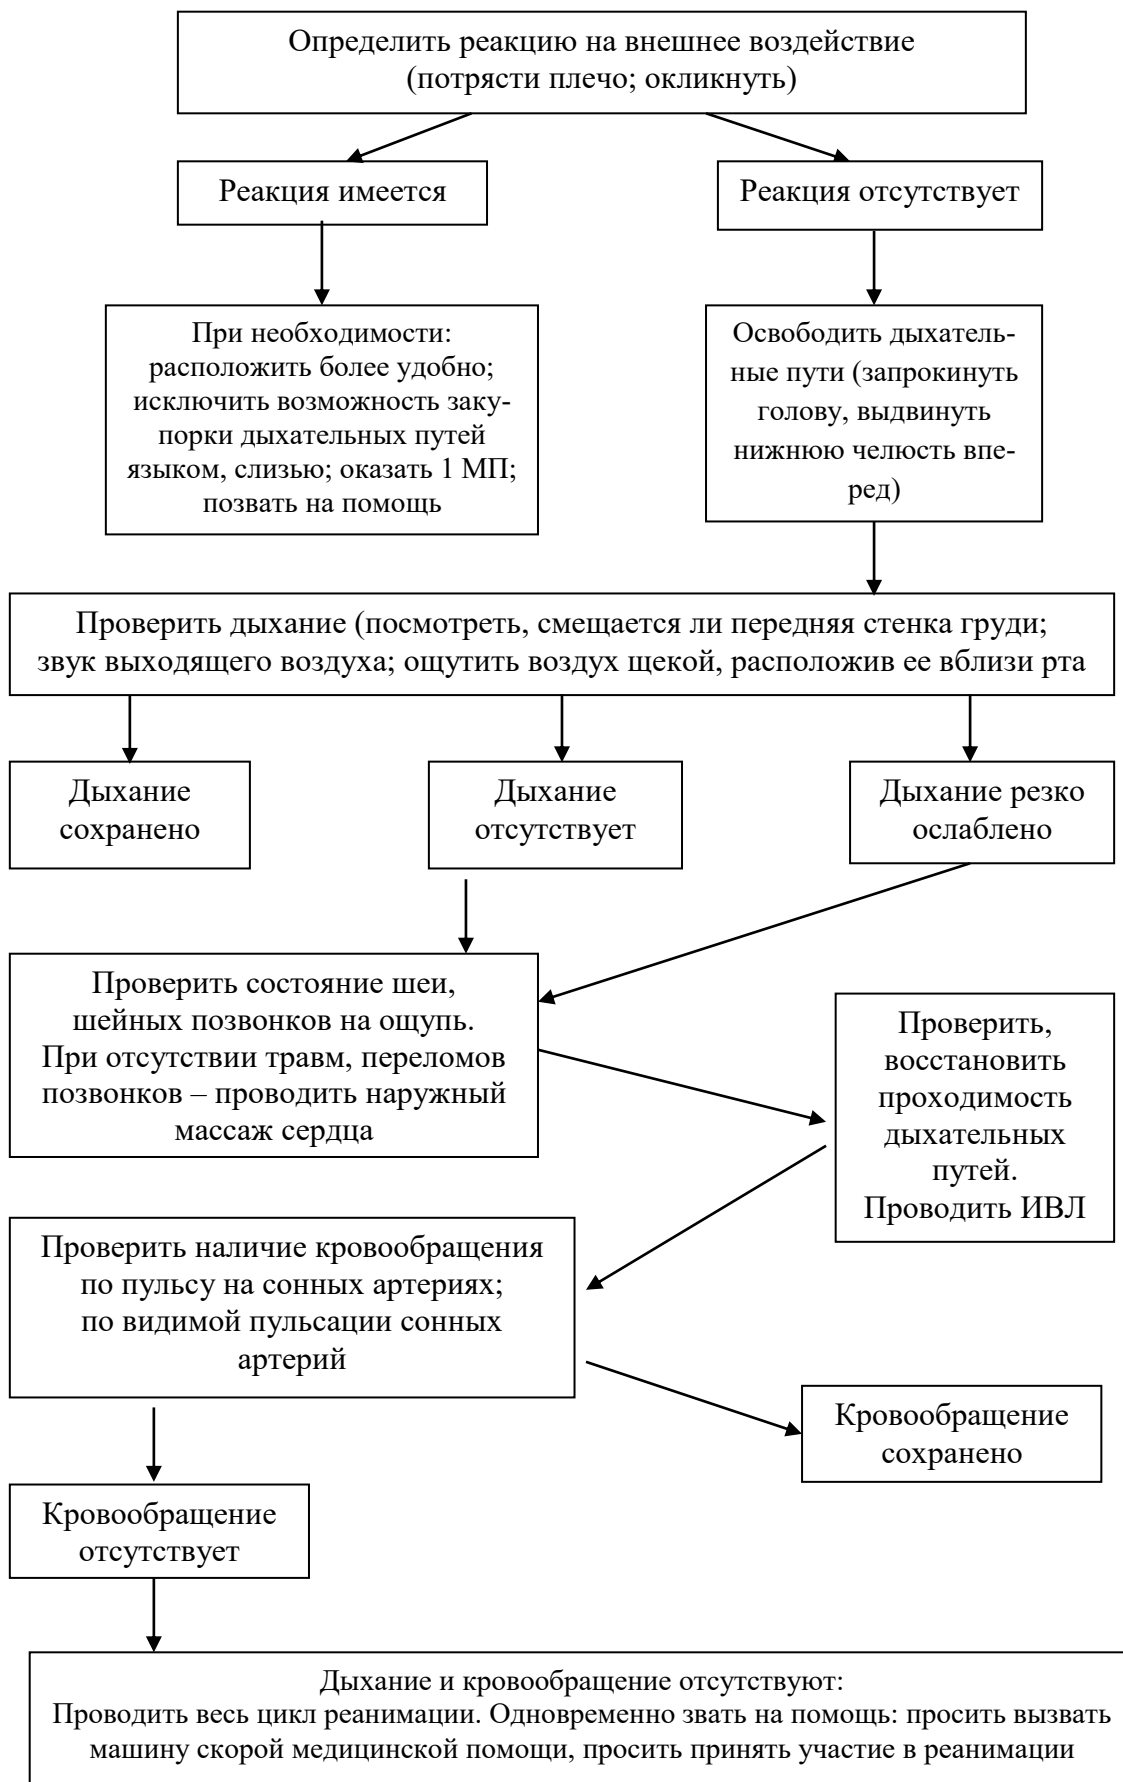 Определить реакцию на внешнее воздействие
(потрясти плечо; окликнуть)
Реакция имеется
Реакция отсутствует
При необходимости:
расположить более удобно;
исключить возможность заку-
порки дыхательных путей
языком, слизью; оказать 1 МП;
позвать на помощь
Освободить дыхатель-
ные пути (запрокинуть
голову, выдвинуть
нижнюю челюсть впе-
ред)
Проверить дыхание (посмотреть, смещается ли передняя стенка груди;
звук выходящего воздуха; ощутить воздух щекой, расположив ее вблизи рта
Дыхание
сохранено
Дыхание
отсутствует
Дыхание резко
ослаблено
Проверить состояние шеи,
шейных позвонков на ощупь.
При отсутствии травм, переломов
позвонков – проводить наружный
массаж сердца
Проверить,
восстановить
проходимость
дыхательных
путей.
Проводить ИВЛ
Проверить наличие кровообращения
по пульсу на сонных артериях;
по видимой пульсации сонных
артерий
Кровообращение
сохранено
Кровообращение
отсутствует
Дыхание и кровообращение отсутствуют:
Проводить весь цикл реанимации. Одновременно звать на помощь: просить вызвать
машину скорой медицинской помощи, просить принять участие в реанимации